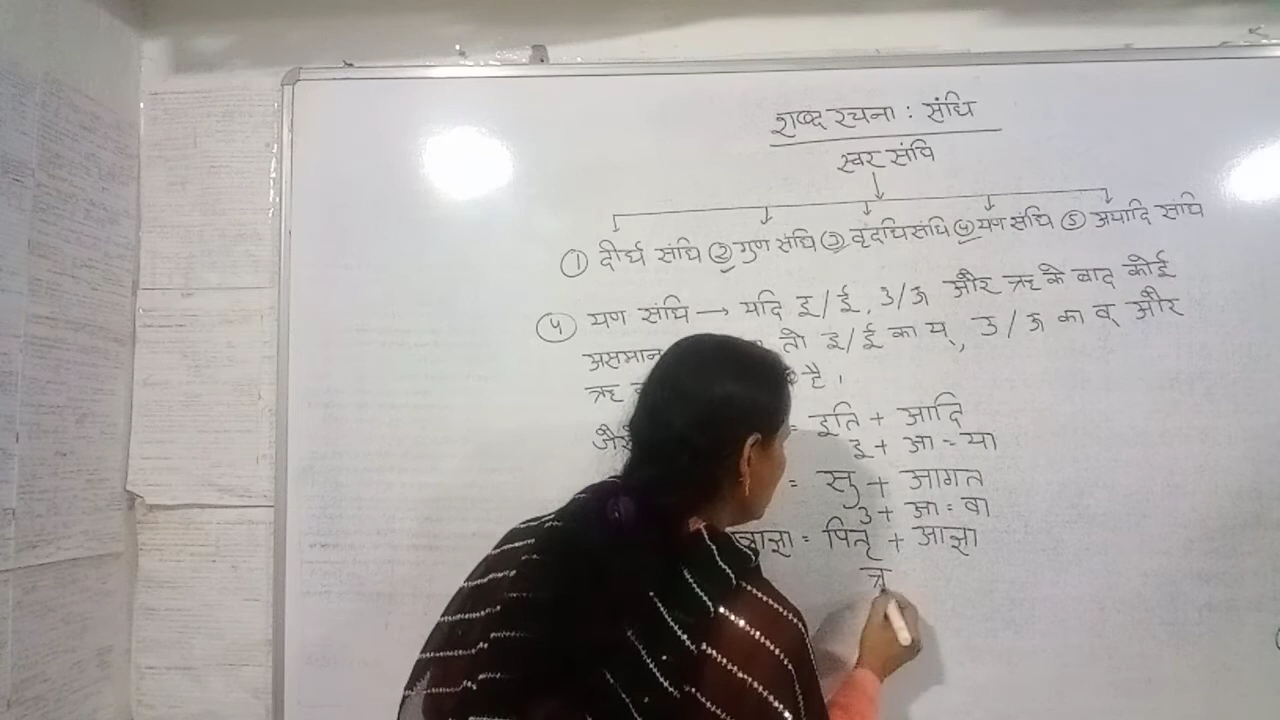 शब्द रचना : संधि
स्वर संधि
① दीर्घ संधि ② गुण संधि ③ वृदधि संधि ④ यण संधि ⑤ अयादि संधि
④ यण संधि → यदि इ/ई, उ/ऊ और ऋ के बाद कोई
असमान तो इ/ई का य्, उ/ऊ का व् और
ऋ है।
= इति + आदि
इ + आ = या
= सु + आगत
उ + आ = वा
= पितृ + आज्ञा